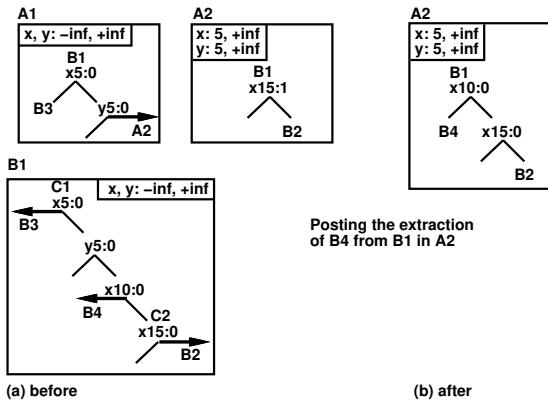 A1
x, y: −inf, +inf
B1
x5:0
B3
y5:0
A2
A2
x: 5, +inf
y: 5, +inf
B1
x15:1
B2
A2
x: 5, +inf
y: 5, +inf
B1
x10:0
B4
x15:0
B2
B1
C1
x, y: −inf, +inf
x5:0
B3
y5:0
x10:0
B4
C2
x15:0
B2
Posting the extraction
of B4 from B1 in A2
(a) before
(b) after